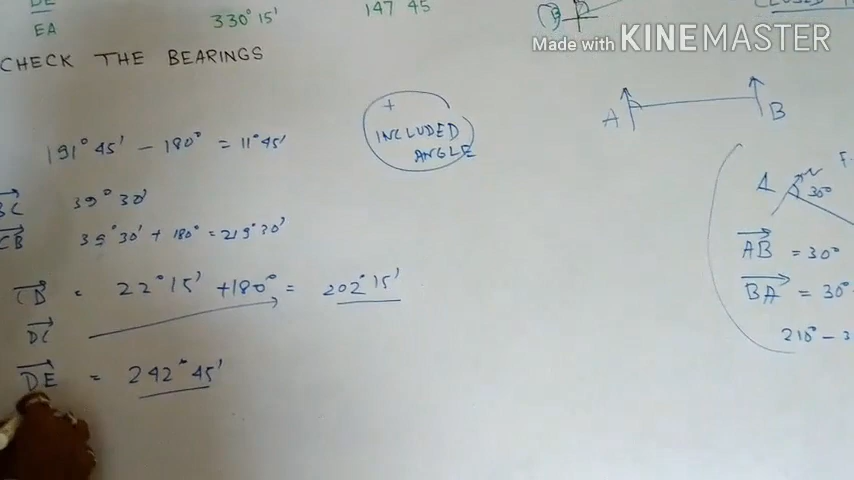 DE
EA 330° 15' 147 45
CLOSED
Made with KINEMASTER
CHECK THE BEARINGS
+
INCLUDED
ANGLE
A B
191° 45' - 180° = 11° 45'
BC 39° 30'
CB 39° 30' + 180° = 219° 30'
CD = 22° 15' + 180° = 202° 15'
DC
DE = 242° 45'
A N 30°
AB = 30°
BA = 30°
210° - 3